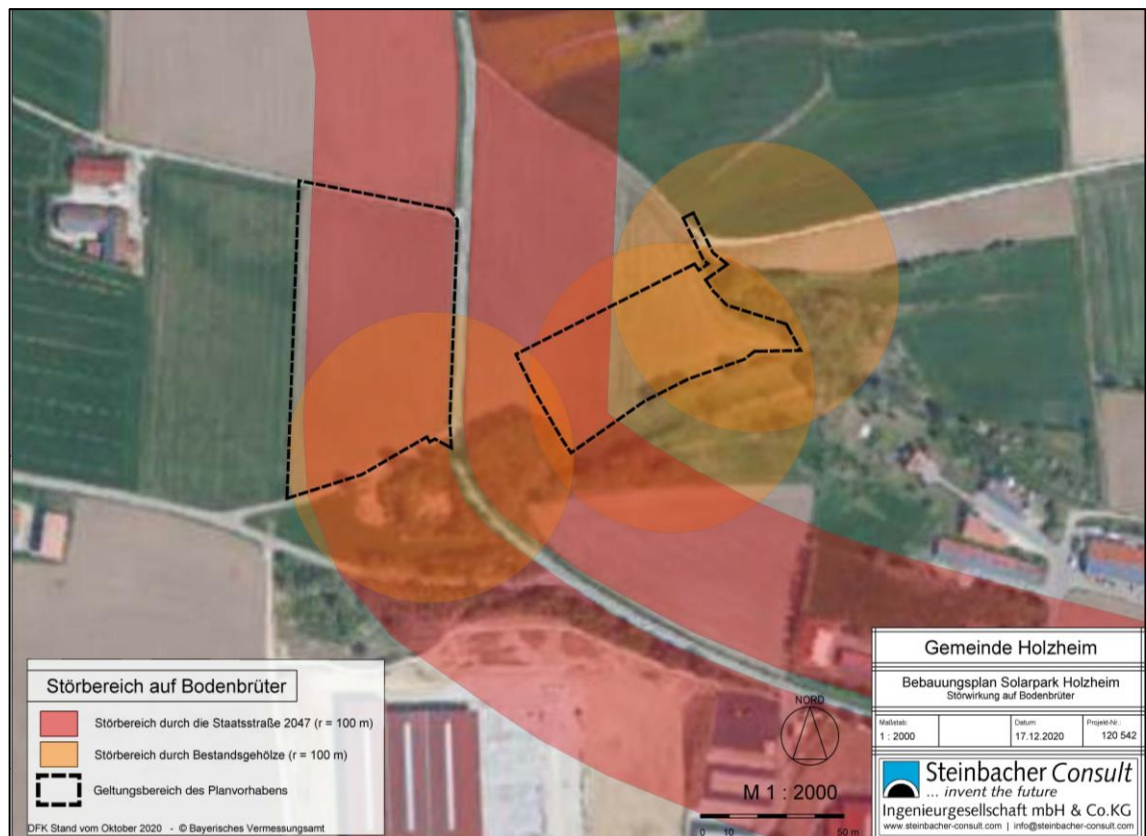 Störbereich auf Bodenbrüter
Störbereich durch die Staatsstraße 2047 (r = 100 m)
Störbereich durch Bestandsgehölze (r = 100 m)
Geltungsbereich des Planvorhabens
DFK Stand vom Oktober 2020 - © Bayerisches Vermessungsamt
NORD
M 1 : 2000
0 10 50 m
Gemeinde Holzheim
Bebauungsplan Solarpark Holzheim
Störwirkung auf Bodenbrüter
Maßstab: Datum: Projekt-Nr.:
1 : 2000 17.12.2020 120 542
Steinbacher Consult
... invent the future
Ingenieurgesellschaft mbH & Co.KG
www.steinbacher-consult.com | info@steinbacher-consult.com